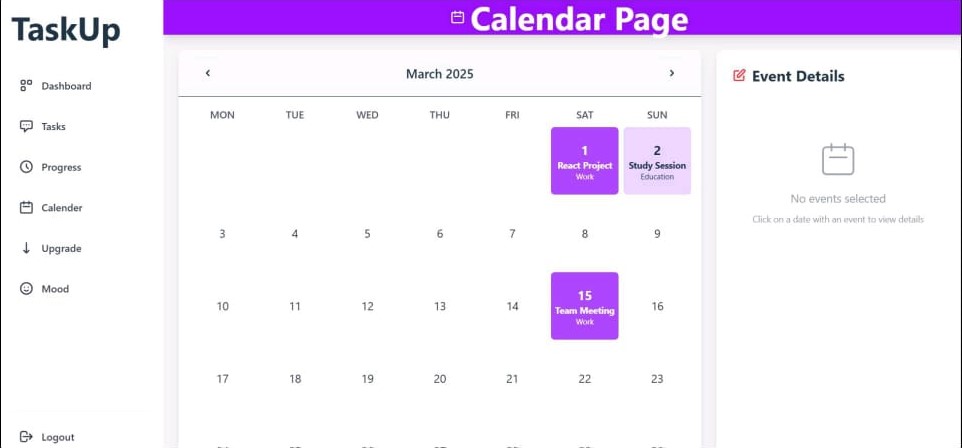 TaskUp
Dashboard
Tasks
Progress
Calender
Upgrade
Mood
Logout
Calendar Page
March 2025
MON TUE WED THU FRI SAT SUN
1 2
React Project Study Session
Work Education
3 4 5 6 7 8 9
10 11 12 13 14 15 16
Team Meeting
Work
17 18 19 20 21 22 23
Event Details
No events selected
Click on a date with an event to view details